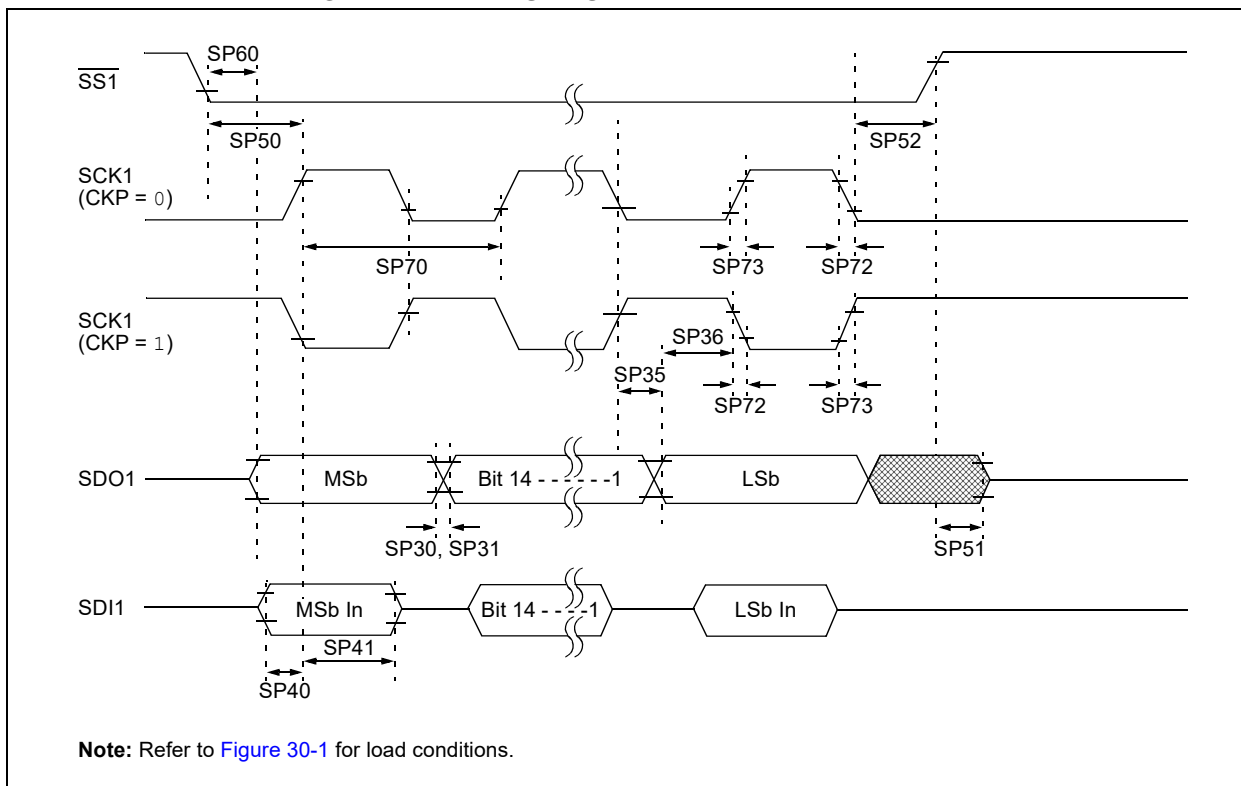 SP60
SS1
SP50
SP52
SCK1
(CKP = 0)
SP70
SP73
SP72
SCK1
(CKP = 1)
SP36
SP35
SP72
SP73
SDO1
MSb
Bit 14 - - - - - -1
LSb
SP30, SP31
SP51
SDI1
MSb In
Bit 14 - - - -1
LSb In
SP41
SP40
Note: Refer to Figure 30-1 for load conditions.